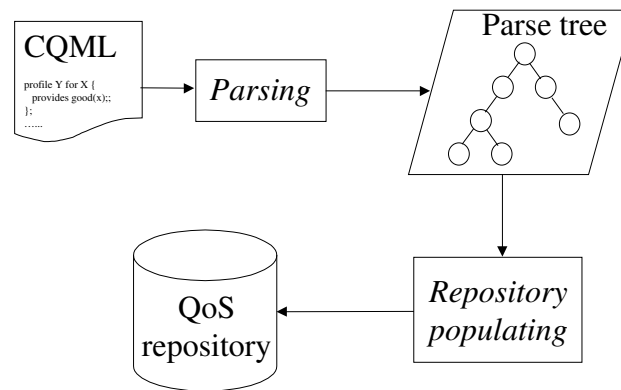 CQML
profile Y for X {
provides good(x);;
};
…...
Parsing
Parse tree
Repository
populating
QoS
repository